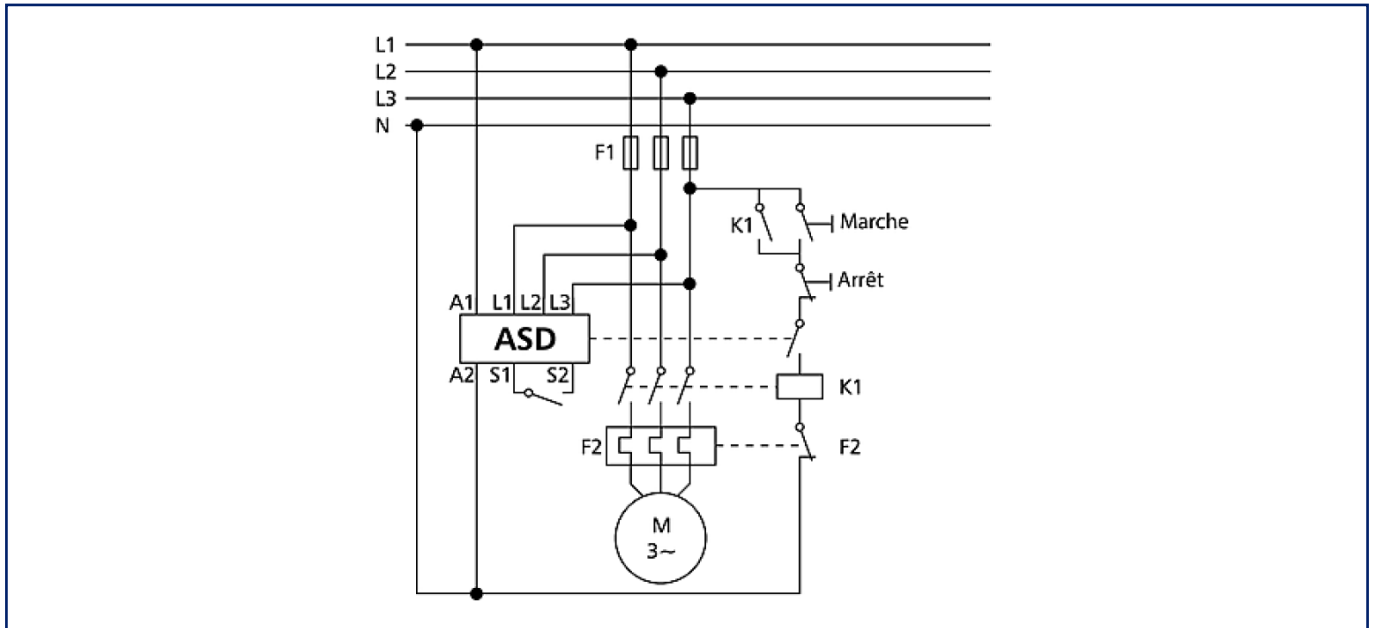 L1
L2
L3
N
F1
K1
Marche
Arrêt
A1 L1 L2 L3
ASD
A2 S1 S2
K1
F2
F2
M
3~